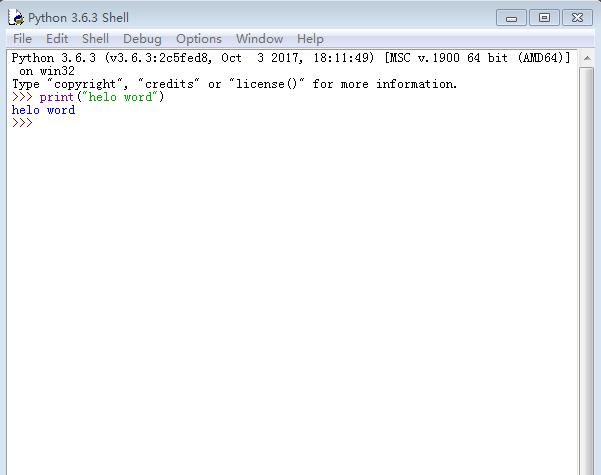 Python 3.6.3 Shell
File Edit Shell Debug Options Window Help
Python 3.6.3 (v3.6.3:2c5fed8, Oct  3 2017, 18:11:49) [MSC v.1900 64 bit (AMD64)]
 on win32
Type "copyright", "credits" or "license()" for more information.
>>> print("helo word")
helo word
>>>